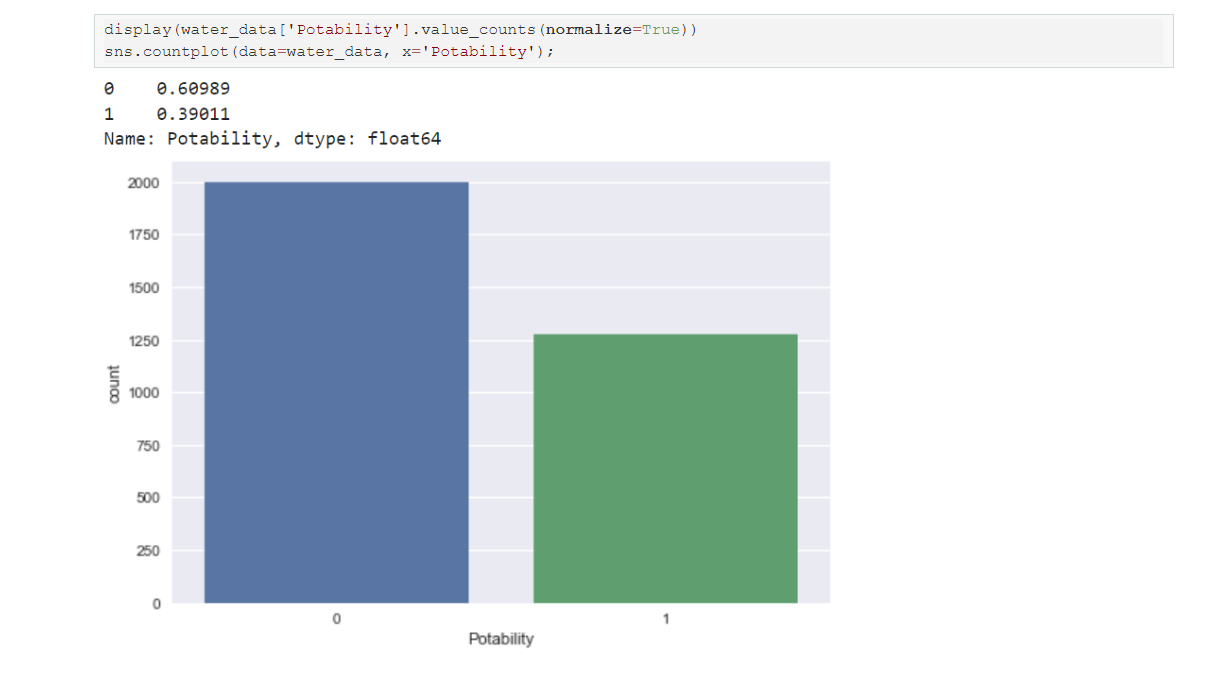 display(water_data['Potability'].value_counts(normalize=True))
sns.countplot(data=water_data, x='Potability');
0    0.60989
1    0.39011
Name: Potability, dtype: float64
2000
1750
1500
1250
1000
750
500
250
0
count
0
1
Potability